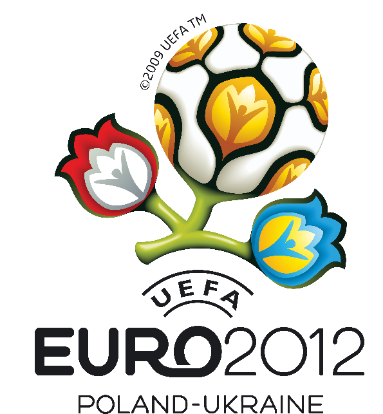 ©2009 UEFA TM
UEFA
EURO2012
POLAND-UKRAINE